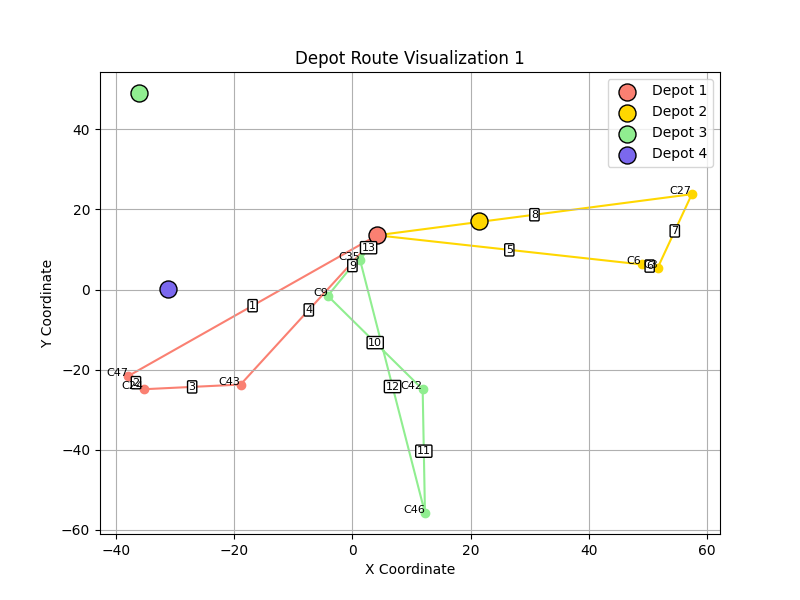 Depot Route Visualization 1
Depot 1
Depot 2
Depot 3
Depot 4
Y Coordinate
40
20
0
−20
−40
−60
−40
−20
0
20
40
60
X Coordinate
C27
8
7
13
5
C35
9
C6
6
C9
1
4
10
C47
2
3
C43
12
C42
11
C46